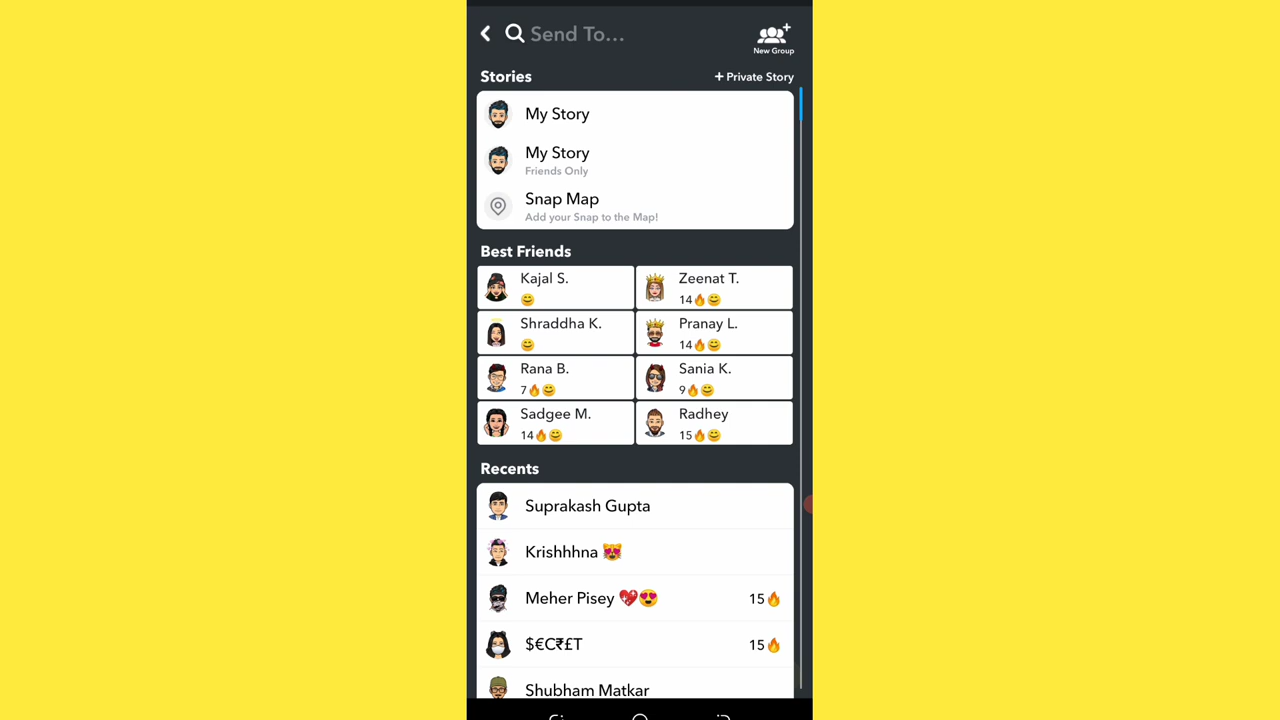 Send To...
New Group
Stories
+ Private Story
My Story
My Story
Friends Only
Snap Map
Add your Snap to the Map!
Best Friends
Kajal S.
😊
Zeenat T.
14🔥😊
Shraddha K.
😊
Pranay L.
14🔥😊
Rana B.
7🔥😊
Sania K.
9🔥😊
Sadgee M.
14🔥😊
Radhey
15🔥😊
Recents
Suprakash Gupta
Krishhhna 😻
Meher Pisey 💖😍 15🔥
$€C₹£T 15🔥
Shubham Matkar